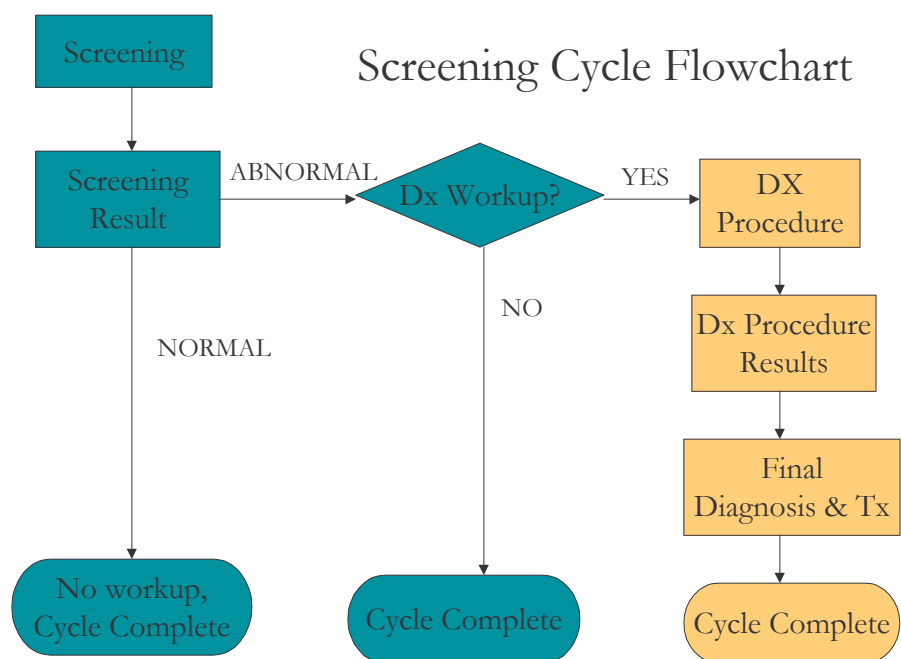 Screening
Screening Cycle Flowchart
Screening
Result
ABNORMAL
Dx Workup?
YES
DX
Procedure
NO
Dx Procedure
Results
NORMAL
Final
Diagnosis & Tx
No workup,
Cycle Complete
Cycle Complete
Cycle Complete